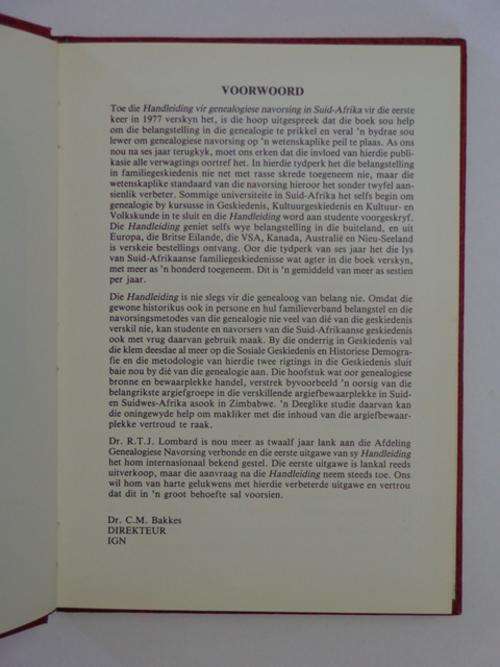 VOORWOORD
Toe die Handleiding vir genealogiese navorsing in Suid-Afrika vir die eerste
keer in 1977 verskyn het, is die hoop uitgespreek dat die boek sou help
om die belangstelling in die genealogie te prikkel en veral 'n bydrae sou
lewer om genealogiese navorsing op 'n wetenskaplike peil te plaas. As ons
nou na ses jaar terugkyk, moet ons erken dat die invloed van hierdie publi-
kasie alle verwagtings oortref het. In hierdie tydperk het die belangstelling
in familiegeskiedenis nie net met rasse skrede toegeneem nie, maar die
wetenskaplike standaard van die navorsing hieroor het sonder twyfel aan-
sienlik verbeter. Sommige universiteite in Suid-Afrika het selfs begin om
genealogie by kursusse in Geskiedenis, Kultuurgeskiedenis en Kultuur- en
Volkskunde in te sluit en die Handleiding word aan studente voorgeskryf.
Die Handleiding geniet selfs wye belangstelling in die buiteland, en uit
Europa, die Britse Eilande, die VSA, Kanada, Australië en Nieu-Seeland
is verskeie bestellings ontvang. Oor die tydperk van ses jaar het die lys
van Suid-Afrikaanse familiegeskiedenisse wat agter in die boek verskyn,
met meer as 'n honderd toegeneem. Dit is 'n gemiddeld van meer as sestien
per jaar.
Die Handleiding is nie slegs vir die genealoog van belang nie. Omdat die
gewone historikus ook in persone en hul familieverband belangstel en die
navorsingsmetodes van die genealogie nie veel van dié van die geskiedenis
verskil nie, kan studente en navorsers van die Suid-Afrikaanse geskiedenis
ook met vrug daarvan gebruik maak. By die onderrig in Geskiedenis val
die klem deesdae al meer op die Sosiale Geskiedenis en Historiese Demogra-
fie en die metodologie van hierdie twee rigtings in die Geskiedenis sluit
baie nou by dié van die genealogie aan. Die hoofstuk wat oor genealogiese
bronne en bewaarplekke handel, verstrek byvoorbeeld 'n oorsig van die
belangrikste argiefgroepe in die verskillende argiefbewaarplekke in Suid-
en Suidwes-Afrika asook in Zimbabwe. 'n Deeglike studie daarvan kan
die oningewyde help om makliker met die inhoud van die argiefbewaar-
plekke vertroud te raak.
Dr. R.T.J. Lombard is nou meer as twaalf jaar lank aan die Afdeling
Genealogiese Navorsing verbonde en die eerste uitgawe van sy Handleiding
het hom internasionaal bekend gestel. Die eerste uitgawe is lankal reeds
uitverkoop, maar die aanvraag na die Handleiding neem steeds toe. Ons
wil hom van harte gelukwens met hierdie verbeterde uitgawe en vertrou
dat dit in 'n groot behoefte sal voorsien.
Dr. C.M. Bakkes
DIREKTEUR
IGN